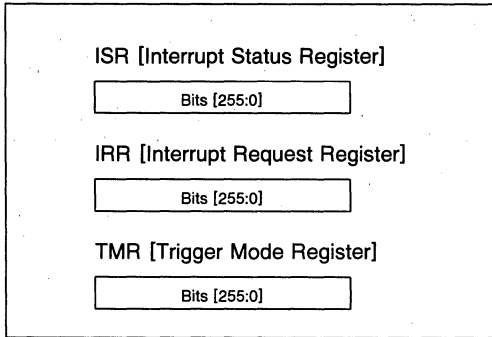 ISR [Interrupt Status Register]
Bits [255:0]
IRR [Interrupt Request Register]
Bits [255:0]
TMR [Trigger Mode Register]
Bits [255:0]